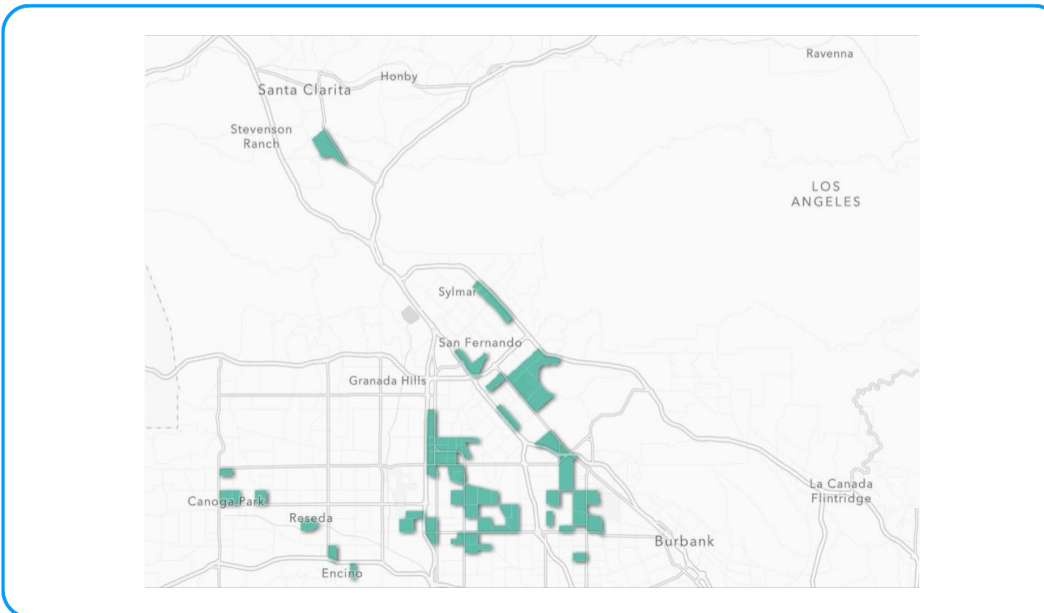 Ravenna
Honby
Santa Clarita
Stevenson
Ranch
LOS
ANGELES
Sylmar
San Fernando
Granada Hills
La Canada
Flintridge
Canoga Park
Reseda
Burbank
Encino